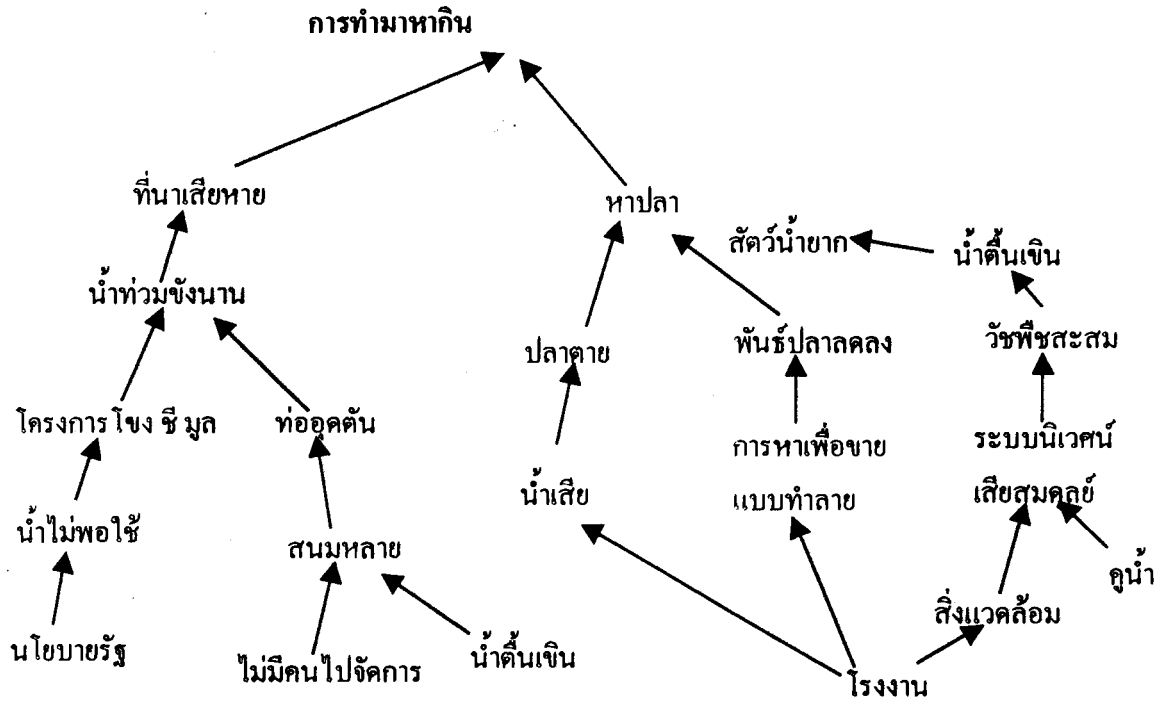 การทำมาหากิน
ที่นาเสียหาย
หาปลา
สัตว์น้ำยาก
น้ำตื้นเขิน
น้ำท่วมขังนาน
ปลาตาย
พันธ์ปลาลดลง
วัชพืชสะสม
โครงการ โขง ชี มูล
ท่ออุดตัน
การหาเพื่อขาย
แบบทำลาย
ระบบนิเวศน์
เสียสมดุลย์
น้ำเสีย
น้ำไม่พอใช้
สนมหลาย
คูน้ำ
สิ่งแวดล้อม
นโยบายรัฐ
ไม่มีคนไปจัดการ
น้ำตื้นเขิน
โรงงาน